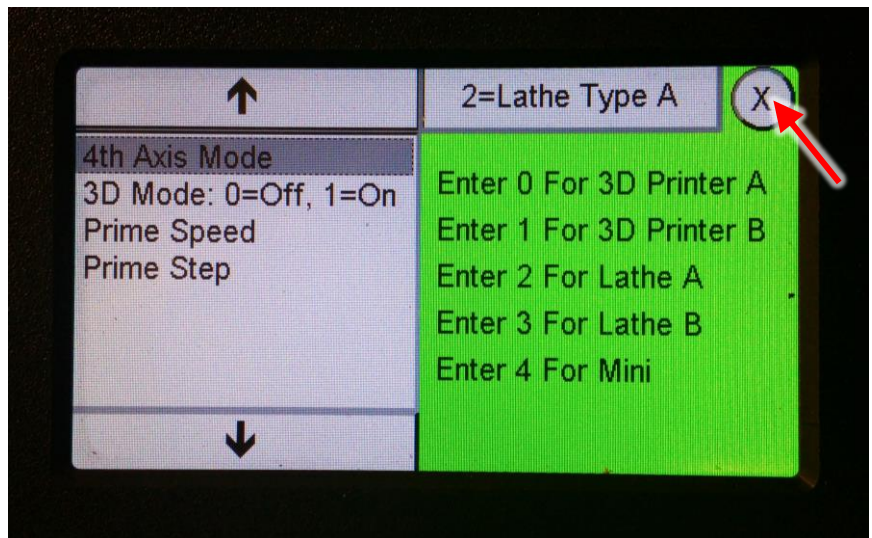 2=Lathe Type A
X
4th Axis Mode
3D Mode: 0=Off, 1=On
Prime Speed
Prime Step
Enter 0 For 3D Printer A
Enter 1 For 3D Printer B
Enter 2 For Lathe A
Enter 3 For Lathe B
Enter 4 For Mini